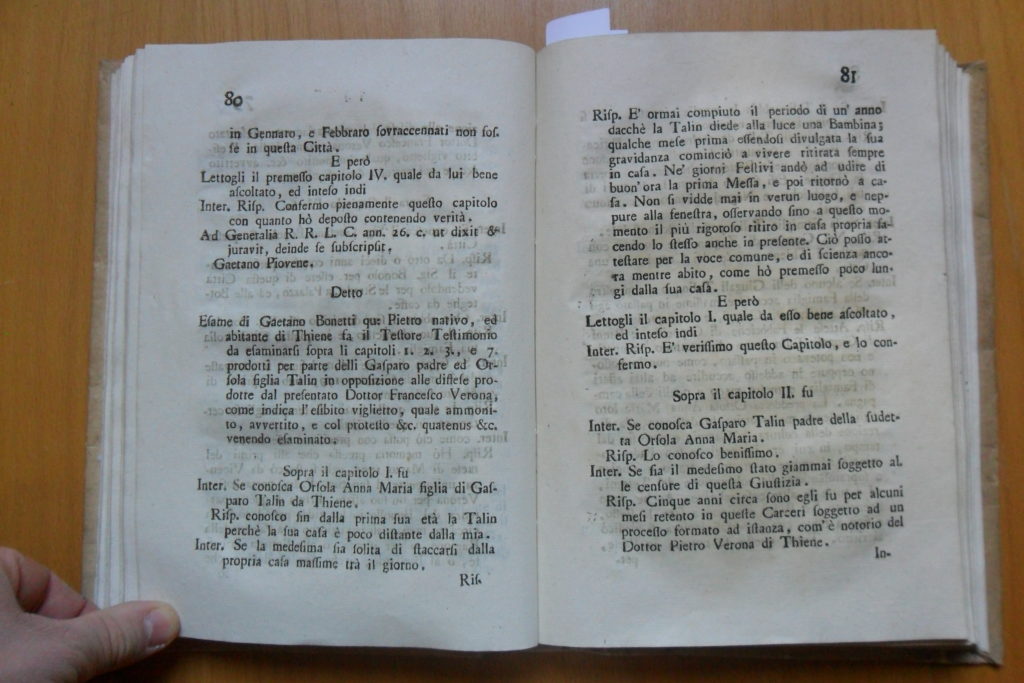 80
in Gennaro, e Febbraro ſovraccennati non foſ.
ſe in queſta Città.
E però
Lettogli il premeſſo capitolo IV. quale da lui bene
aſcoltato, ed inteſo indi
Inter. Riſp. Confermo pienamente queſto capitolo
con quanto hò depoſto contenendo verità.
Ad Generalia R. R. L. C. ann. 26. c. ut dixit &
juravit, deinde ſe ſubſcripſit.
Gaetano Piovene.
Detto
Eſame di Gaetano Bonetti qu: Pietro nativo, ed
abitante di Thiene fa il Teſtore Teſtimonio
da eſaminarſi ſopra li capitoli 1. 2. 3., e 7.
prodotti per parte delli Gaſparo padre ed Or-
ſola figlia Talin in oppoſizione alle diffeſe pro-
dotte dal preſentato Dottor Franceſco Verona,
come indica l'eſibito viglietto, quale ammoni-
to, avvertito, e col proteſto &c. quatenus &c.
venendo eſaminato.
Sopra il capitolo I. fu
Inter. Se conoſca Orſola Anna Maria figlia di Gaſ-
paro Talin da Thiene.
Riſp. conoſco ſin dalla prima ſua età la Talin
perchè la ſua caſa è poco diſtante dalla mia.
Inter. Se la medeſima ſia ſolita di ſtaccarſi dalla
propria caſa maſſime trà il giorno.
Riſ.
81
Riſp. E' ormai compiuto il periodo di un' anno
dacchè la Talin diede alla luce una Bambina;
qualche meſe prima eſſendoſi divulgata la ſua
gravidanza cominciò a vivere ritirata ſempre
in caſa. Ne' giorni Feſtivi andò ad udire di
buon'ora la prima Meſſa, e poi ritornò a ca-
ſa. Non ſi vidde mai in verun luogo, e nep-
pure alla feneſtra, oſſervando ſino a queſto mo-
mento il più rigoroſo ritiro in caſa propria fa-
cendo lo ſteſſo anche in preſente. Ciò poſſo at-
teſtare per la voce comune, e di ſcienza anco-
ra mentre abito, come hò premeſſo poco lun-
gi dalla ſua caſa.
E però
Lettogli il capitolo I. quale da eſſo bene aſcoltato,
ed inteſo indi
Inter. Riſp. E' veriſſimo queſto Capitolo, e lo con-
fermo.
Sopra il capitolo II. fu
Inter. Se conoſca Gaſparo Talin padre della ſudet-
ta Orſola Anna Maria.
Riſp. Lo conoſco beniſſimo.
Inter. Se ſia il medeſimo ſtato giammai ſoggetto al.
le cenſure di queſta Giuſtizia.
Riſp. Cinque anni circa ſono egli fu per alcuni
meſi retento in queſte Carceri ſoggetto ad un
proceſſo formato ad iſtanza, com'è notorio del
Dottor Pietro Verona di Thiene.
In-